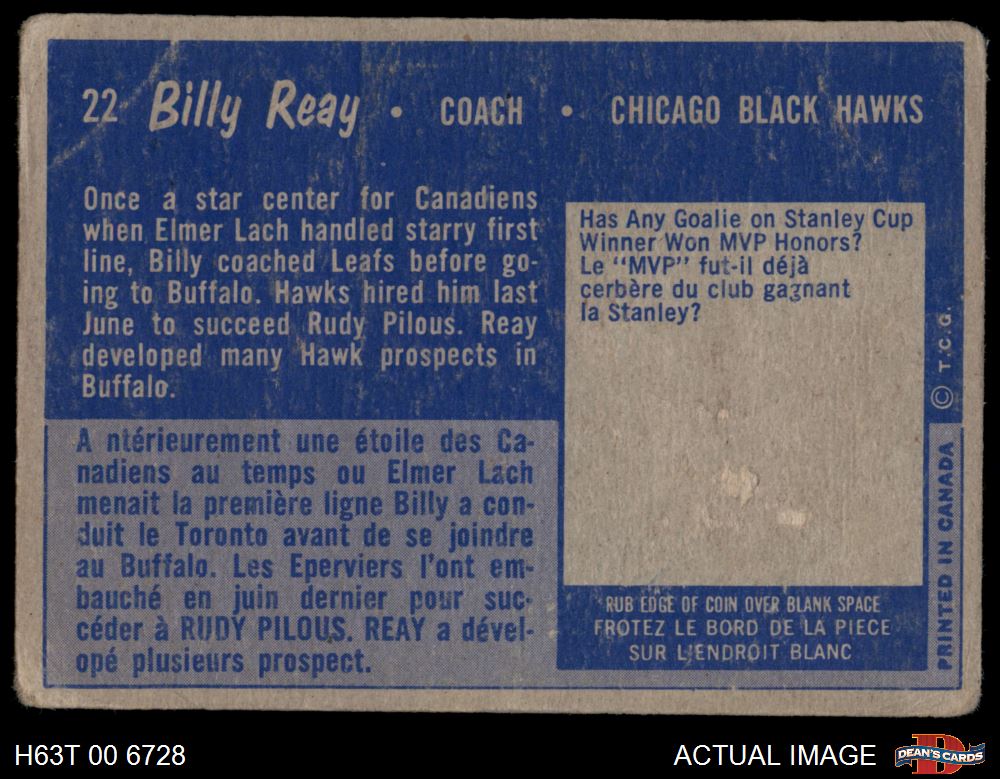 22 Billy Reay • COACH • CHICAGO BLACK HAWKS
Once a star center for Canadiens
when Elmer Lach handled starry first
line, Billy coached Leafs before go-
ing to Buffalo. Hawks hired him last
June to succeed Rudy Pilous. Reay
developed many Hawk prospects in
Buffalo.
A ntérieurement une étoile des Ca-
nadiens au temps ou Elmer Lach
menait la première ligne Billy a con-
duit le Toronto avant de se joindre
au Buffalo. Les Eperviers l'ont em-
bauché en juin dernier pour suc-
céder à RUDY PILOUS. REAY a dével-
opé plusieurs prospect.
Has Any Goalie on Stanley Cup
Winner Won MVP Honors?
Le "MVP" fut-il déjà
cerbère du club gagnant
la Stanley?
RUB EDGE OF COIN OVER BLANK SPACE
FROTEZ LE BORD DE LA PIECE
SUR L'ENDROIT BLANC
PRINTED IN CANADA © T.C.G.
H63T 00 6728
ACTUAL IMAGE
DEAN'S CARDS